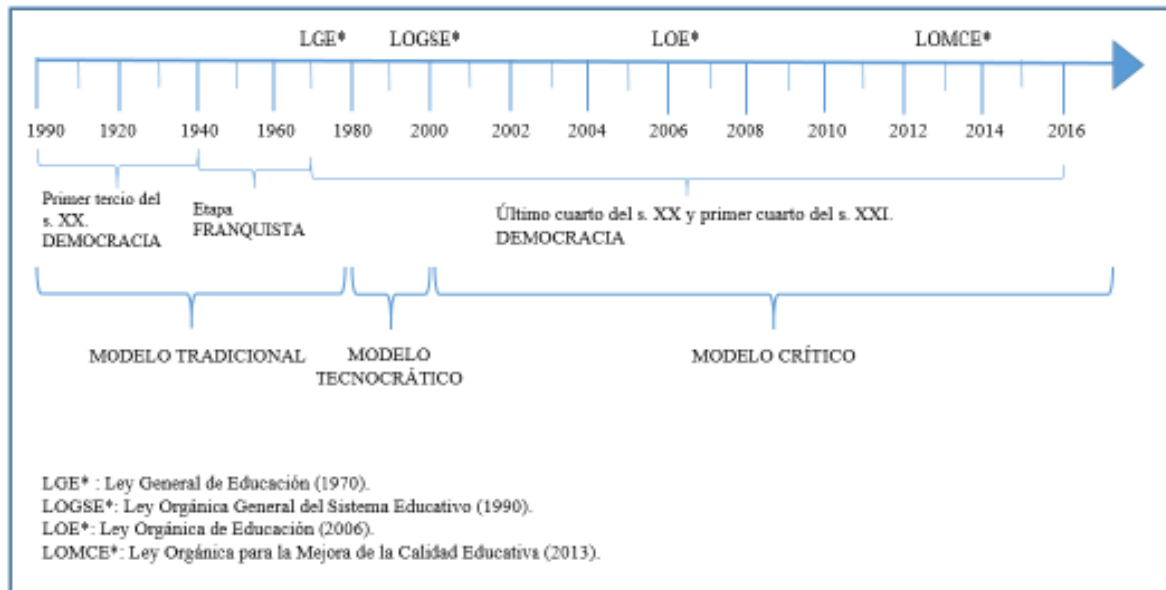 LGE* LOGSE* LOE* LOMCE*
1990 1920 1940 1960 1980 2000 2002 2004 2006 2008 2010 2012 2014 2016
Primer tercio del
s. XX.
DEMOCRACIA
Etapa
FRANQUISTA
Último cuarto del s. XX y primer cuarto del s. XXI.
DEMOCRACIA
MODELO TRADICIONAL
MODELO
TECNOCRÁTICO
MODELO CRÍTICO
LGE* : Ley General de Educación (1970).
LOGSE*: Ley Orgánica General del Sistema Educativo (1990).
LOE*: Ley Orgánica de Educación (2006).
LOMCE*: Ley Orgánica para la Mejora de la Calidad Educativa (2013).